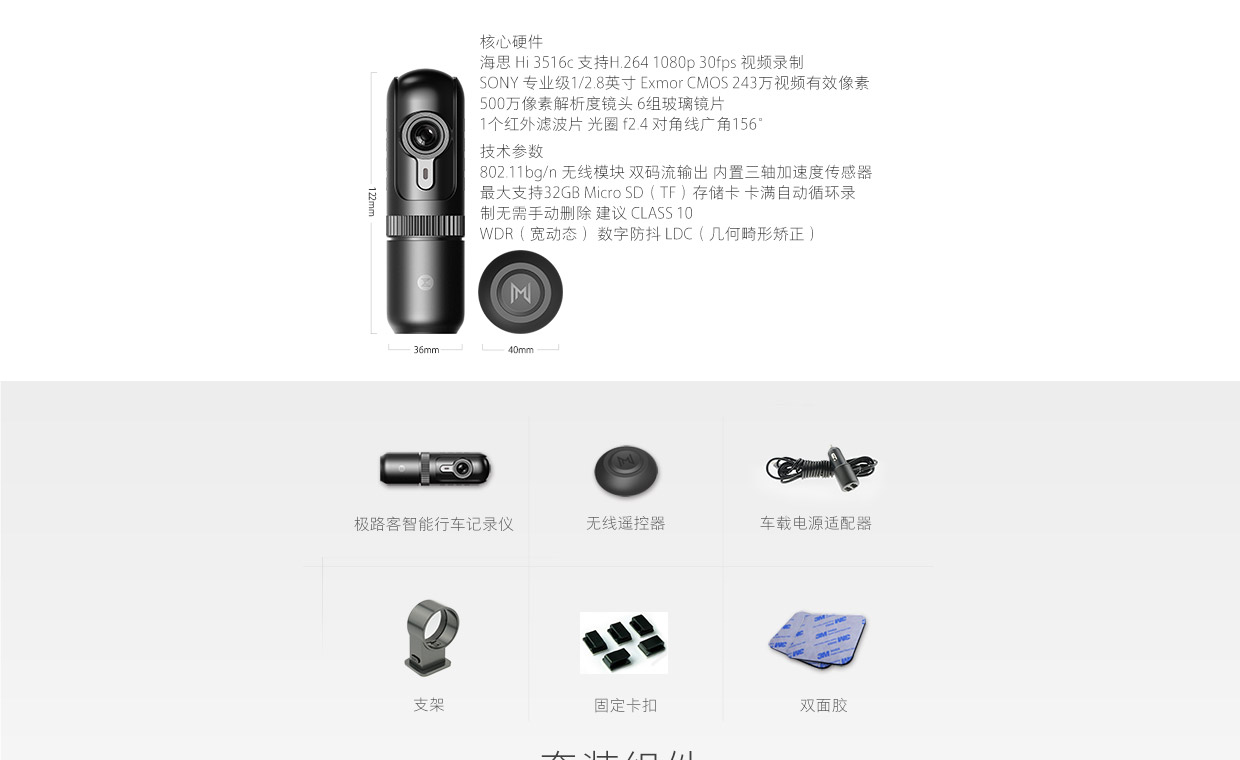 核心硬件
海思 Hi 3516c 支持H.264 1080p 30fps 视频录制
SONY 专业级1/2.8英寸 Exmor CMOS 243万视频有效像素
500万像素解析度镜头 6组玻璃镜片
1个红外滤波片 光圈 f2.4 对角线广角156°
技术参数
802.11bg/n 无线模块 双码流输出 内置三轴加速度传感器
最大支持32GB Micro SD（TF）存储卡 卡满自动循环录
制无需手动删除 建议 CLASS 10
WDR（宽动态） 数字防抖 LDC（几何畸形矫正）
122mm
36mm
40mm
极路客智能行车记录仪
无线遥控器
车载电源适配器
3M
支架
固定卡扣
双面胶
套装组件